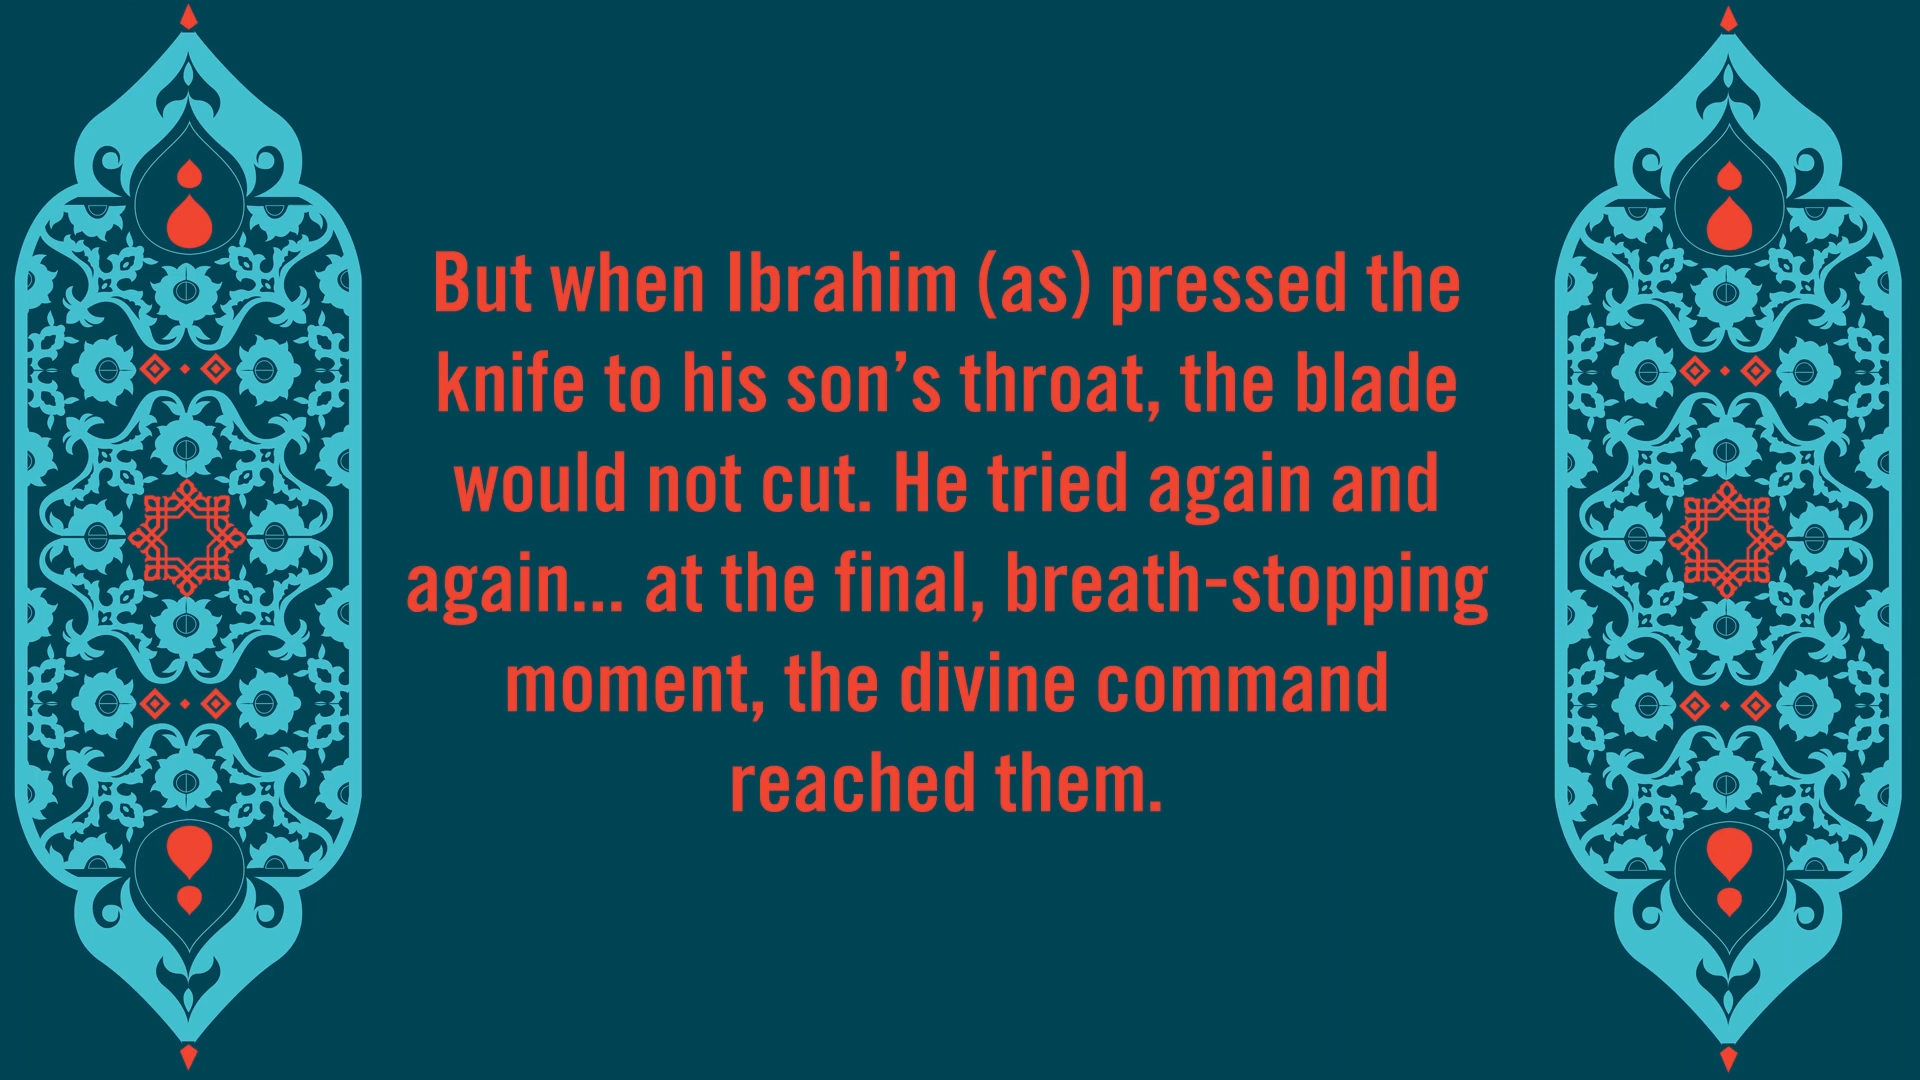 But when Ibrahim (as) pressed the
knife to his son’s throat, the blade
would not cut. He tried again and
again... at the final, breath-stopping
moment, the divine command
reached them.